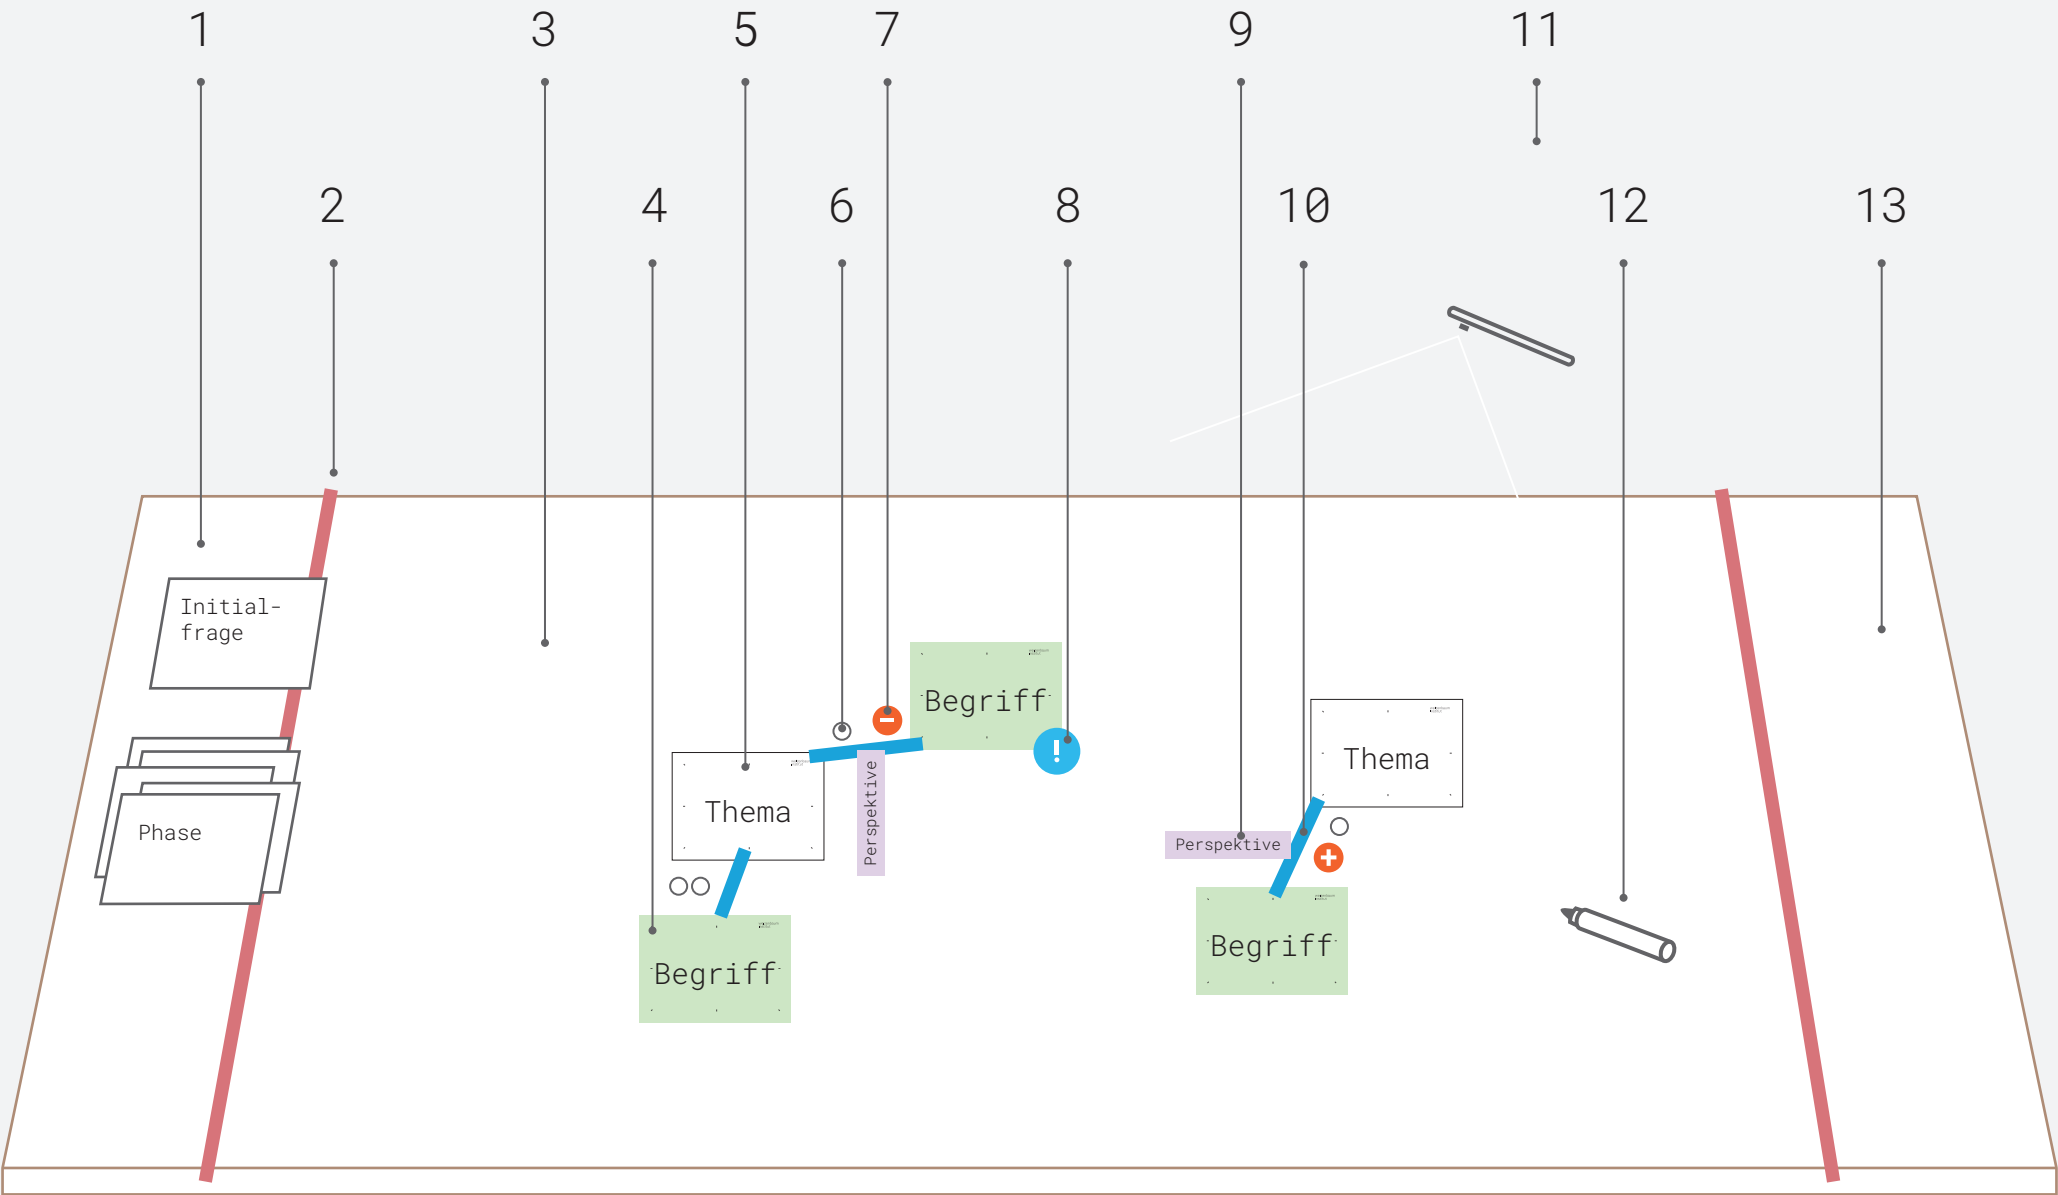 1
3
5
7
9
11
2
4
6
8
10
12
13
Initial-
frage
Begriff
Thema
Perspektive
Thema
Phase
Perspektive
Begriff
Begriff